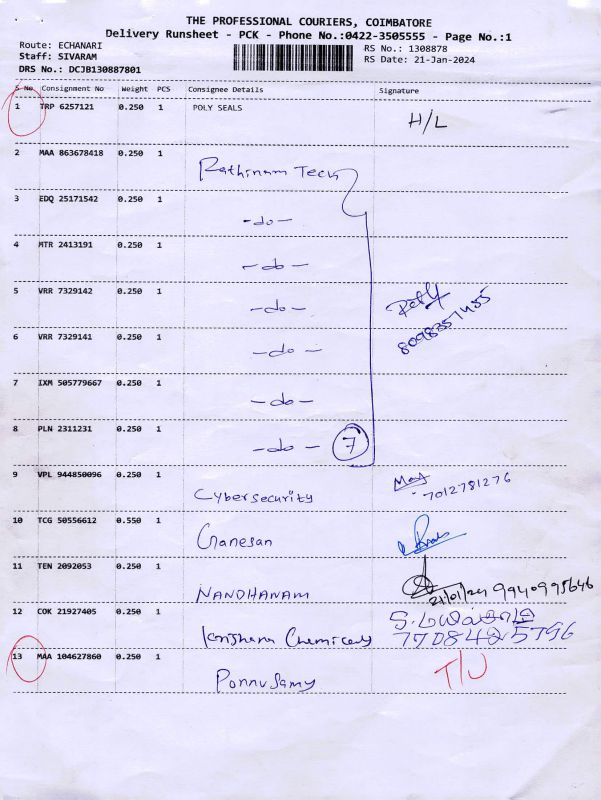 THE PROFESSIONAL COURIERS, COIMBATORE
Delivery Runsheet - PCK - Phone No.:0422-3505555 - Page No.:1
Route: ECHANARI RS No.: 1308878
Staff: SIVARAM RS Date: 21-Jan-2024
DRS No.: DCJB130887801
S No. Consignment No Weight PCS Consignee Details Signature
1 TRP 6257121 0.250 1 POLY SEALS H/L
2 MAA 863678418 0.250 1 Rathinam Tech
3 EDQ 25171542 0.250 1 -do-
4 MTR 2413191 0.250 1 -do-
5 VRR 7329142 0.250 1 -do-
8098357455
6 VRR 7329141 0.250 1 -do-
7 IXM 505779667 0.250 1 -do-
8 PLN 2311231 0.250 1 -do- 7
9 VPL 944850096 0.250 1 Cybersecurity 7012781276
10 TCG 50556612 0.550 1 Ganesan
11 TEN 2092053 0.250 1 NANDHANAM 21/01/24 9940995646
12 COK 21927405 0.250 1 Krishana Chemicals
7708425796
13 MAA 104627860 0.250 1 Ponnusamy T/U